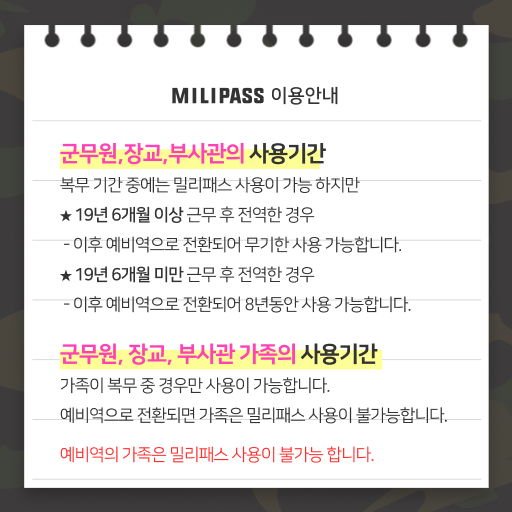 MILIPASS 이용안내
군무원,장교,부사관의 사용기간
복무 기간 중에는 밀리패스 사용이 가능 하지만
★ 19년 6개월 이상 근무 후 전역한 경우
- 이후 예비역으로 전환되어 무기한 사용 가능합니다.
★ 19년 6개월 미만 근무 후 전역한 경우
- 이후 예비역으로 전환되어 8년동안 사용 가능합니다.
군무원, 장교, 부사관 가족의 사용기간
가족이 복무 중 경우만 사용이 가능합니다.
예비역으로 전환되면 가족은 밀리패스 사용이 불가능합니다.
예비역의 가족은 밀리패스 사용이 불가능 합니다.